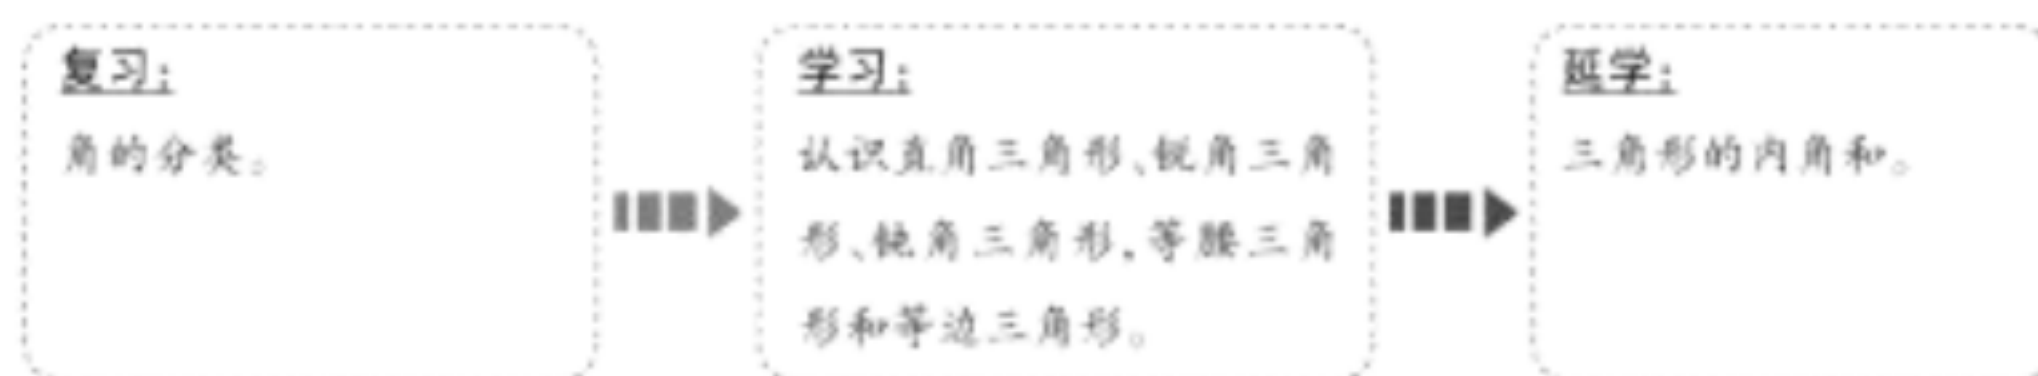 复习:
角的分类。
学习:
认识直角三角形、锐角三角
形、钝角三角形,等腰三角
形和等边三角形。
延学:
三角形的内角和。